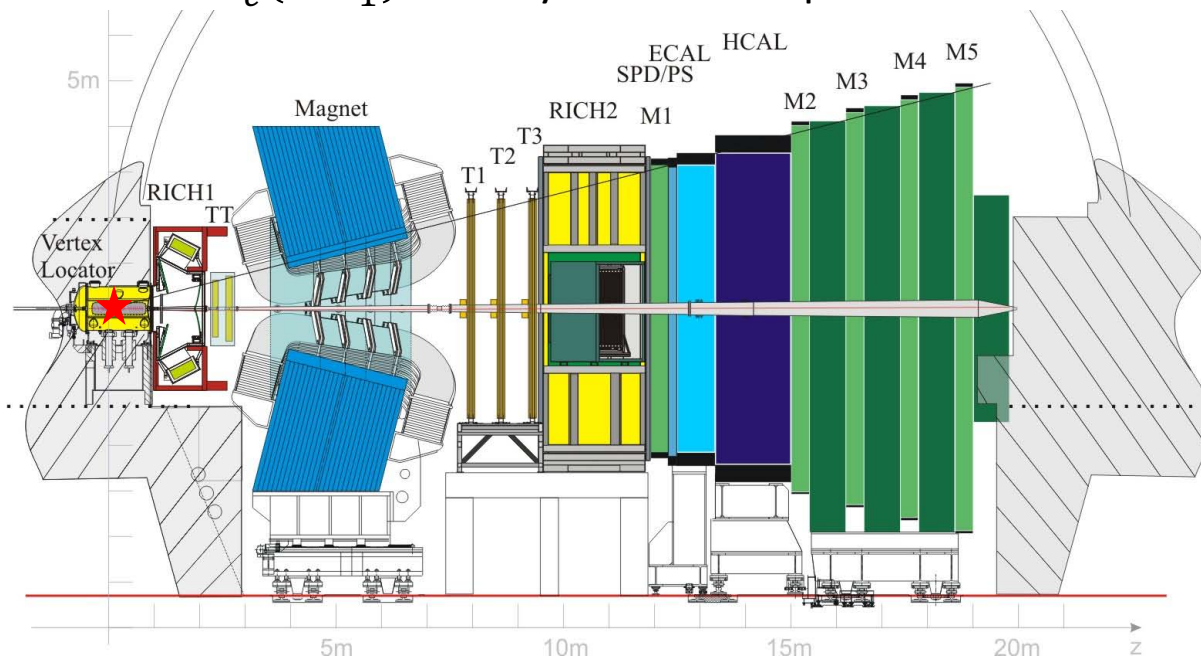 5m
ECAL
HCAL
SPD/PS
M1
M2
M3
M4
M5
Magnet
RICH2
T1
T2
T3
RICH1
TT
Vertex
Locator
5m
10m
15m
20m
z